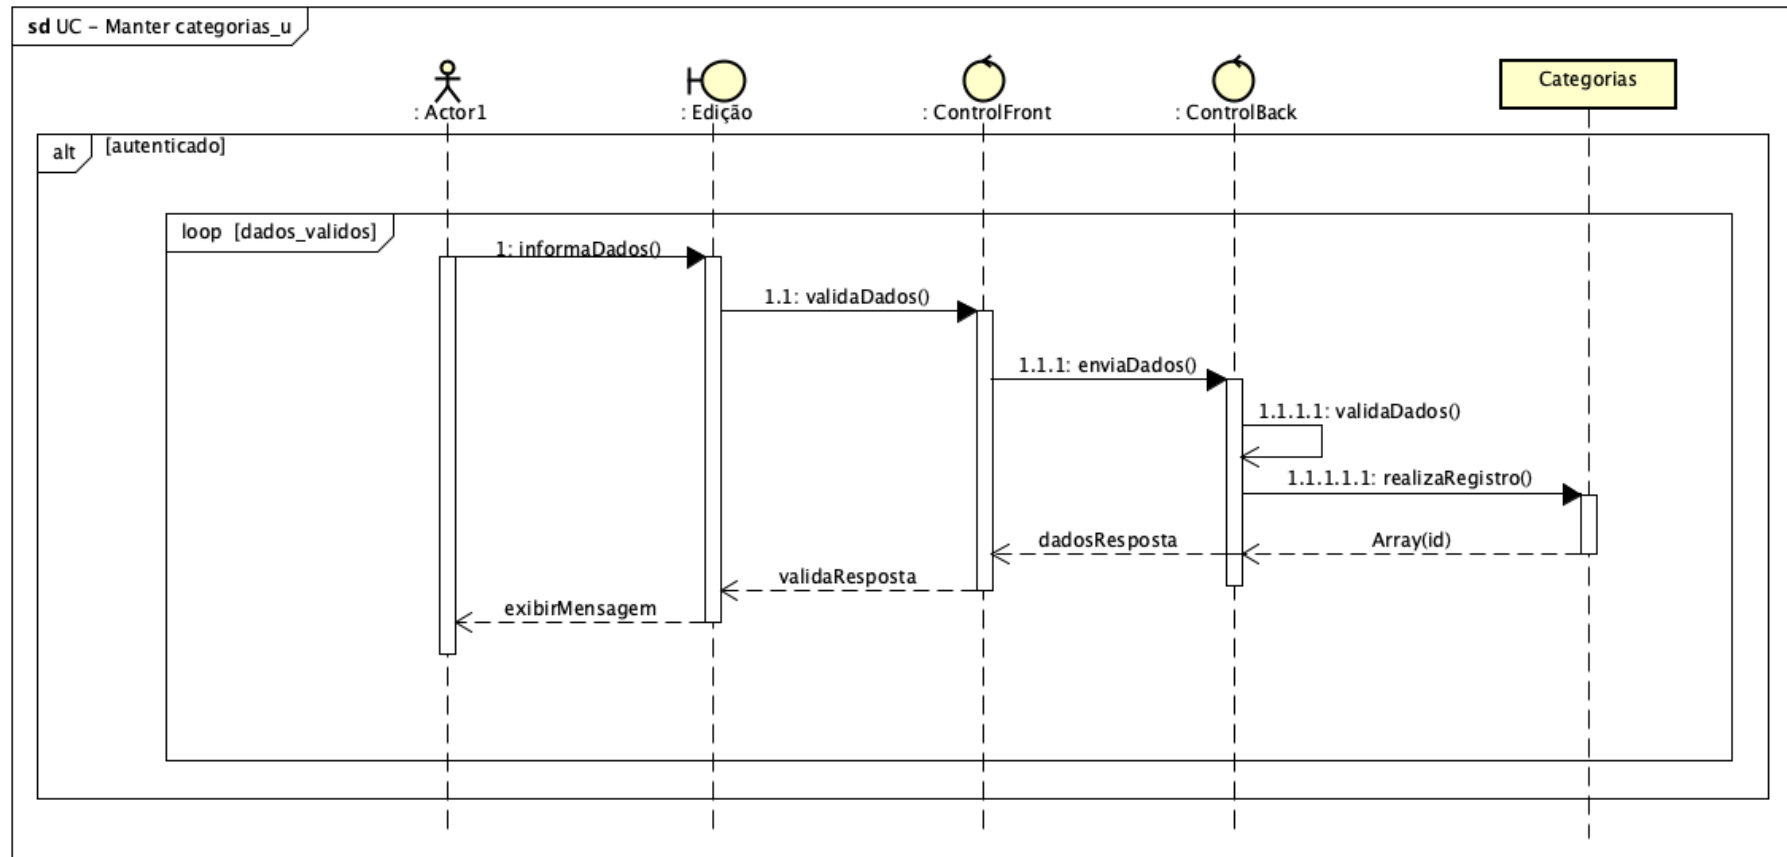 sd UC - Manter categorias_u
: Actor1
: Edição
: ControlFront
: ControlBack
Categorias
alt [autenticado]
loop [dados_validos]
1: informaDados()
1.1: validaDados()
1.1.1: enviaDados()
1.1.1.1: validaDados()
1.1.1.1.1: realizaRegistro()
dadosResposta
Array(id)
validaResposta
exibirMensagem